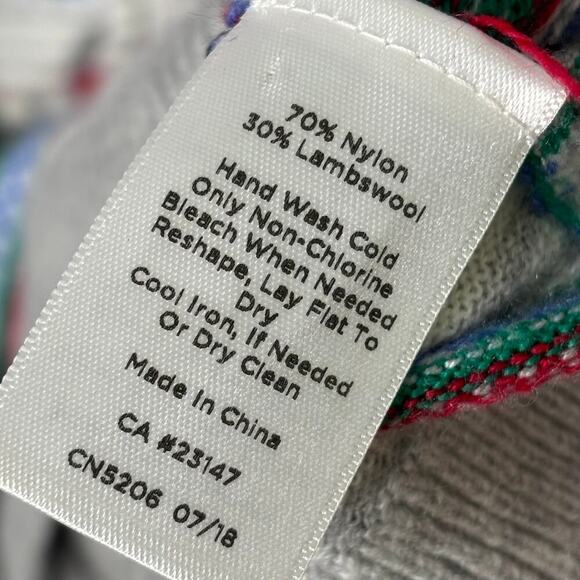 70% Nylon
30% Lambswool
Hand Wash Cold
Only Non-Chlorine
Bleach When Needed
Reshape, Lay Flat To
Dry
Cool Iron, If Needed
Or Dry Clean
Made In China
CA #23147
CN5206 07/18